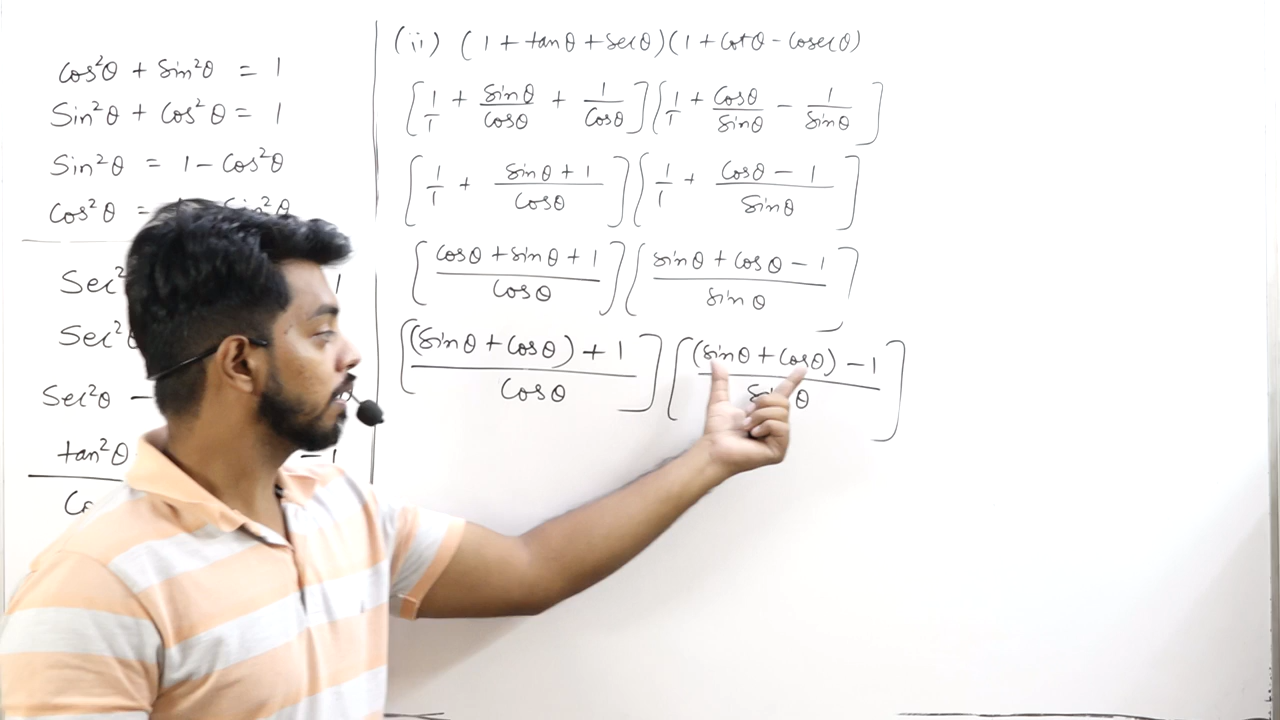 cos²θ + sin²θ = 1
sin²θ + cos²θ = 1
sin²θ = 1 - cos²θ
cos²θ =
sec²
sec²θ
sec²θ -
tan²θ - 1
(ii) (1 + tanθ + secθ)(1 + cotθ - cosecθ)
[1/1 + sinθ/cosθ + 1/cosθ][1/1 + cosθ/sinθ - 1/sinθ]
[1/1 + (sinθ + 1)/cosθ][1/1 + (cosθ - 1)/sinθ]
[(cosθ + sinθ + 1)/cosθ][(sinθ + cosθ - 1)/sinθ]
[((sinθ + cosθ) + 1)/cosθ][((sinθ + cosθ) - 1)/sinθ]